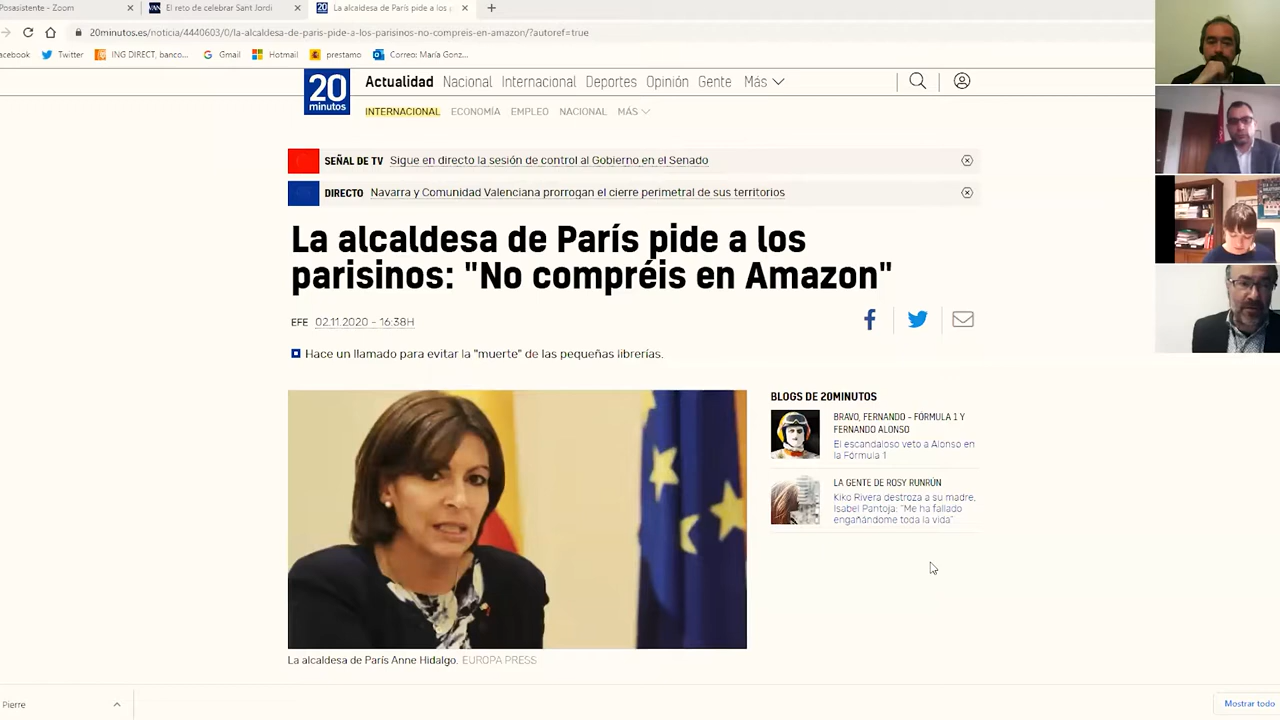 Posasistente - Zoom
El reto de celebrar Sant Jordi
20 La alcaldesa de París pide a los p
20minutos.es/noticia/4440603/0/la-alcaldesa-de-paris-pide-a-los-parisinos-no-compreis-en-amazon/?autoref=true
acebook Twitter ING DIRECT, banco... Gmail Hotmail prestamo Correo: María Gonz...
20 minutos
Actualidad Nacional Internacional Deportes Opinión Gente Más
INTERNACIONAL ECONOMÍA EMPLEO NACIONAL MÁS
SEÑAL DE TV Sigue en directo la sesión de control al Gobierno en el Senado
DIRECTO Navarra y Comunidad Valenciana prorrogan el cierre perimetral de sus territorios
La alcaldesa de París pide a los
parisinos: "No compréis en Amazon"
EFE 02.11.2020 - 16:38H
Hace un llamado para evitar la "muerte" de las pequeñas librerías.
BLOGS DE 20MINUTOS
BRAVO, FERNANDO - FÓRMULA 1 Y
FERNANDO ALONSO
El escandaloso veto a Alonso en
la Fórmula 1
LA GENTE DE ROSY RUNRÚN
Kiko Rivera destroza a su madre,
Isabel Pantoja: "Me ha fallado
engañándome toda la vida"
La alcaldesa de París Anne Hidalgo. EUROPA PRESS
Pierre
Mostrar todo